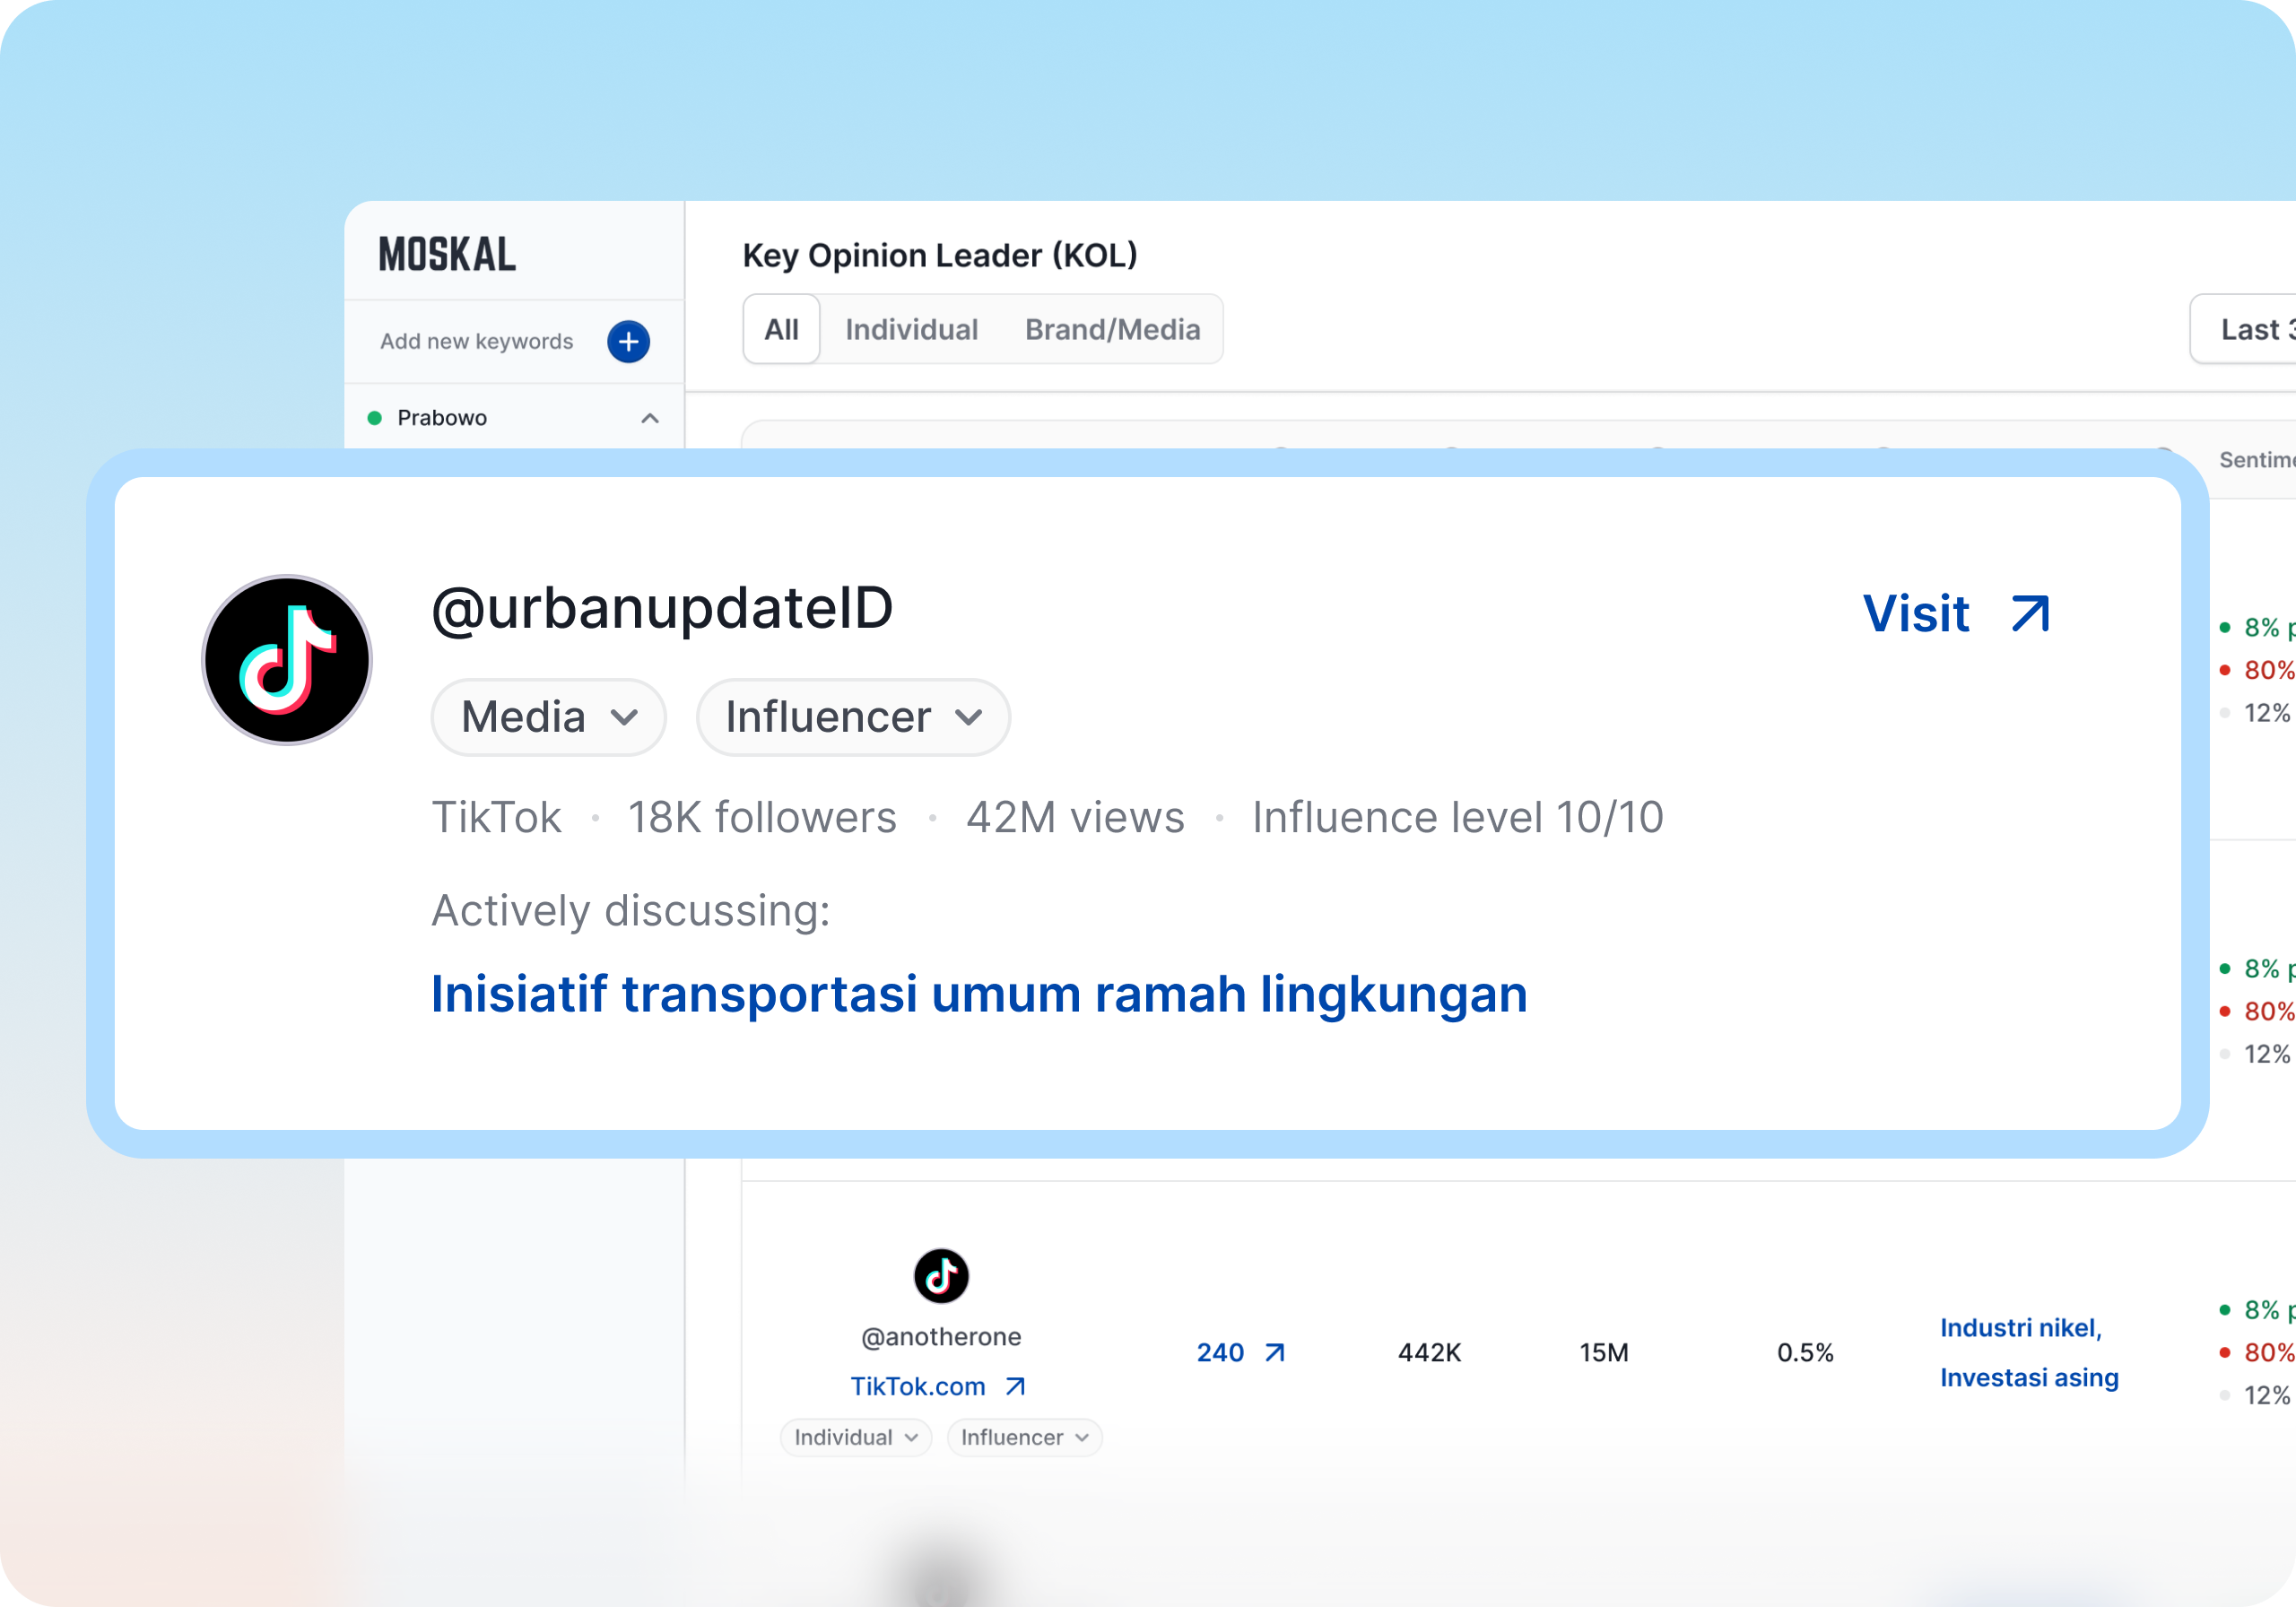 MOSKAL
Key Opinion Leader (KOL)
All Individual Brand/Media
Last
Add new keywords
Prabowo
@urbanupdateID
Visit
Media Influencer
TikTok · 18K followers · 42M views · Influence level 10/10
Actively discussing:
Inisiatif transportasi umum ramah lingkungan
8%
80%
12%
8%
80%
12%
@anotherone
TikTok.com
Individual Influencer
240 442K 15M 0.5%
Industri nikel,
Investasi asing
8%
80%
12%